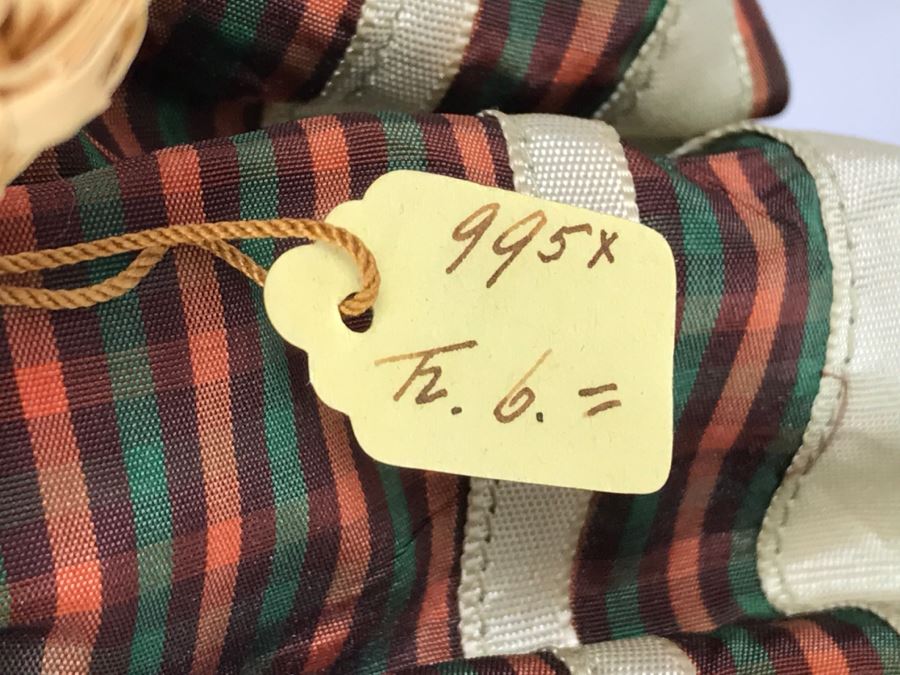 995x
Fr. 6. =